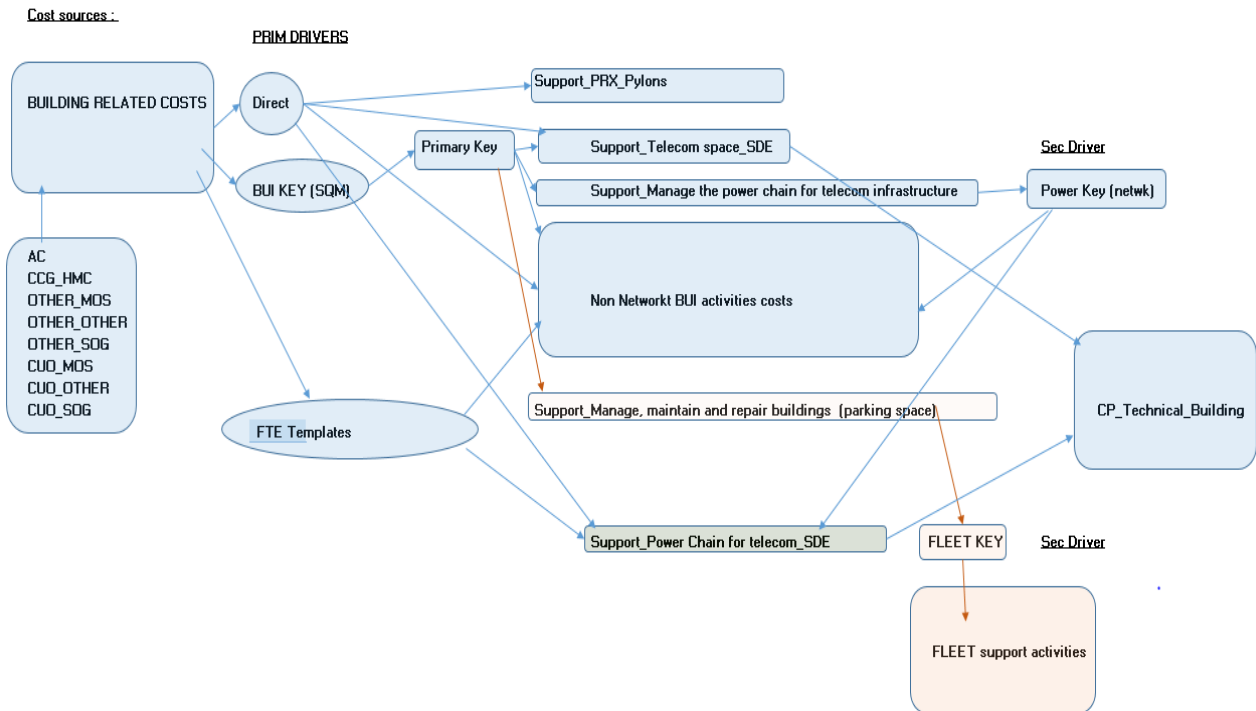 Cost sources :
PRIM DRIVERS
BUILDING RELATED COSTS
Direct
Support_PRX_Pylons
Primary Key
Support_Telecom space_SDE
Sec Driver
BUI KEY (SQM)
Support_Manage the power chain for telecom infrastructure
Power Key (netwk)
AC
CCG_HMC
OTHER_MOS
OTHER_OTHER
OTHER_SOG
CUO_MOS
CUO_OTHER
CUO_SOG
Non Networkt BUI activities costs
FTE Templates
Support_Manage, maintain and repair buildings (parking space)
CP_Technical_Building
Support_Power Chain for telecom_SDE
FLEET KEY
Sec Driver
FLEET support activities